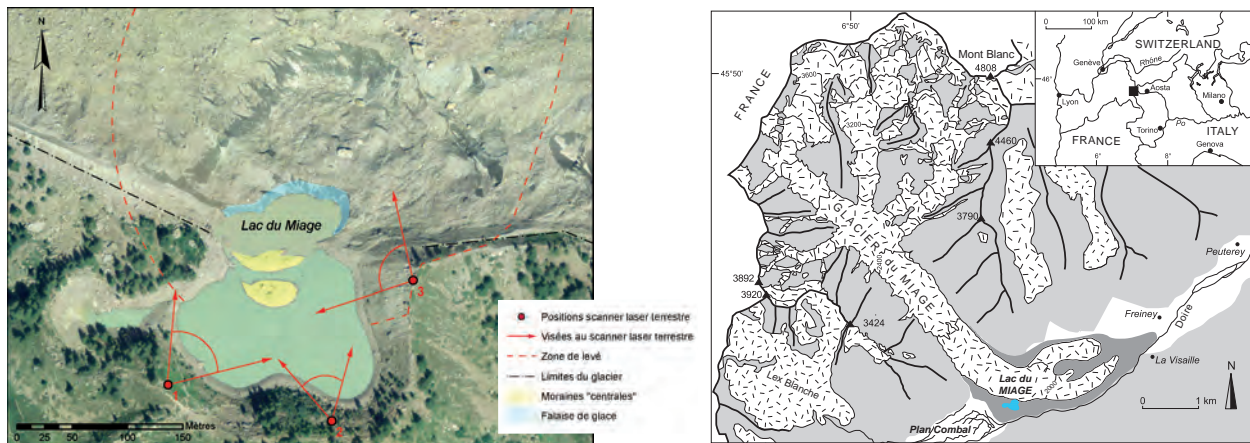 N
Lac du Miage
1
2
3
0 50 100 150
Mètres
Positions scanner laser terrestre
Visées au scanner laser terrestre
Zone de levé
Limites du glacier
Moraines "centrales"
Falaise de glace
6°50'
45°50'
FRANCE
Mont Blanc
4808
3600
3200
4460
3790
GLACIER DU MIAGE
2400
3892
3920
3424
Lex Blanche
Lac du
MIAGE
2000
Plan Combal
Peuterey
Freiney
Doire
La Visaille
N
0 1 km
0 100 km
SWITZERLAND
Genève
Rhône
46°
Lyon
Aosta
Milano
Torino
Po
FRANCE
ITALY
Genova
6°
8°